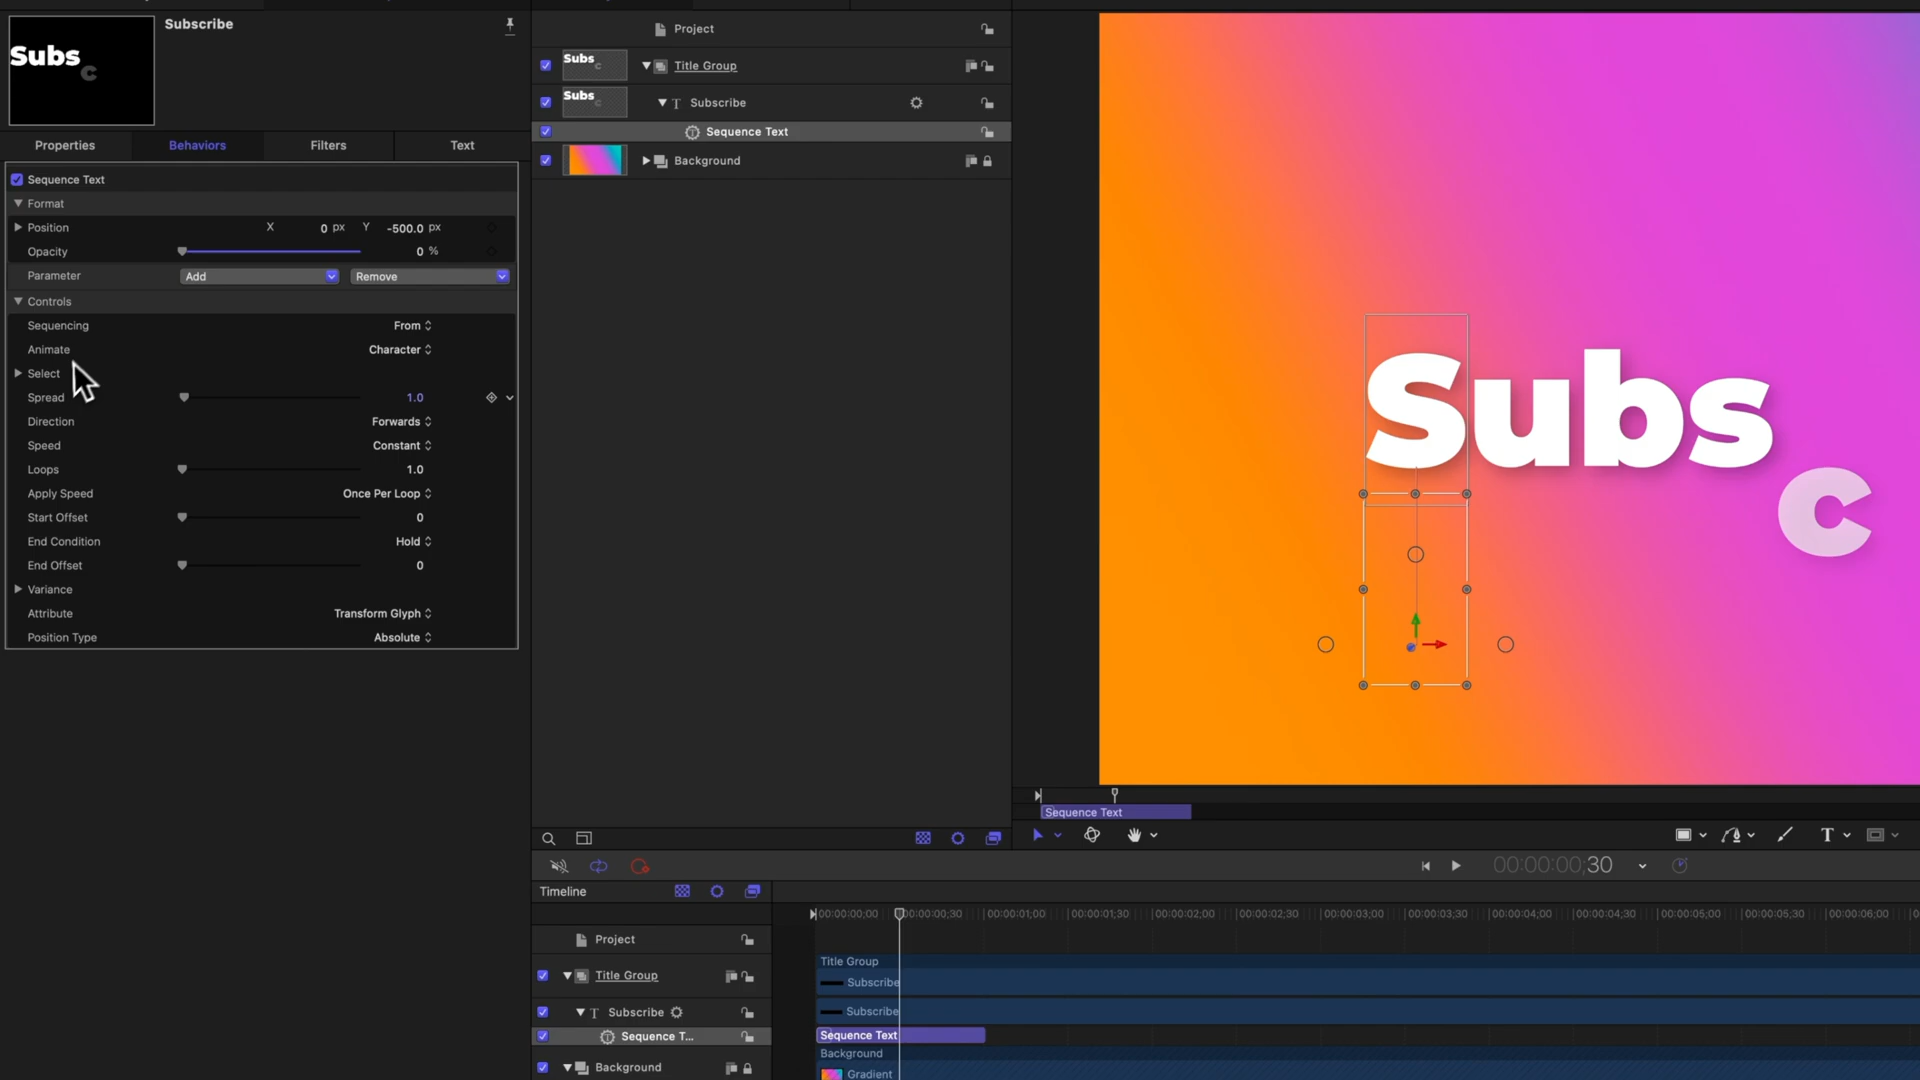 Subscribe
Subs
c
Properties
Behaviors
Filters
Text
Sequence Text
Format
Position X 0 px Y -500.0 px
Opacity 0 %
Parameter Add Remove
Controls
Sequencing From
Animate Character
Select
Spread 1.0
Direction Forwards
Speed Constant
Loops 1.0
Apply Speed Once Per Loop
Start Offset 0
End Condition Hold
End Offset 0
Variance
Attribute Transform Glyph
Position Type Absolute
Project
Subs
c
Title Group
Subs
c
T Subscribe
Sequence Text
Background
Subs
c
Sequence Text
T
00:00:00;30
Timeline
00:00:00;00 00:00:00;30 00:00:01;00 00:00:01;30 00:00:02;00 00:00:02;30 00:00:03;00 00:00:03;30 00:00:04;00 00:00:04;30 00:00:05;00 00:00:05;30 00:00:06;00
Project
Title Group
Title Group
Subscribe
T Subscribe
Subscribe
Sequence T...
Sequence Text
Background
Background
Gradient